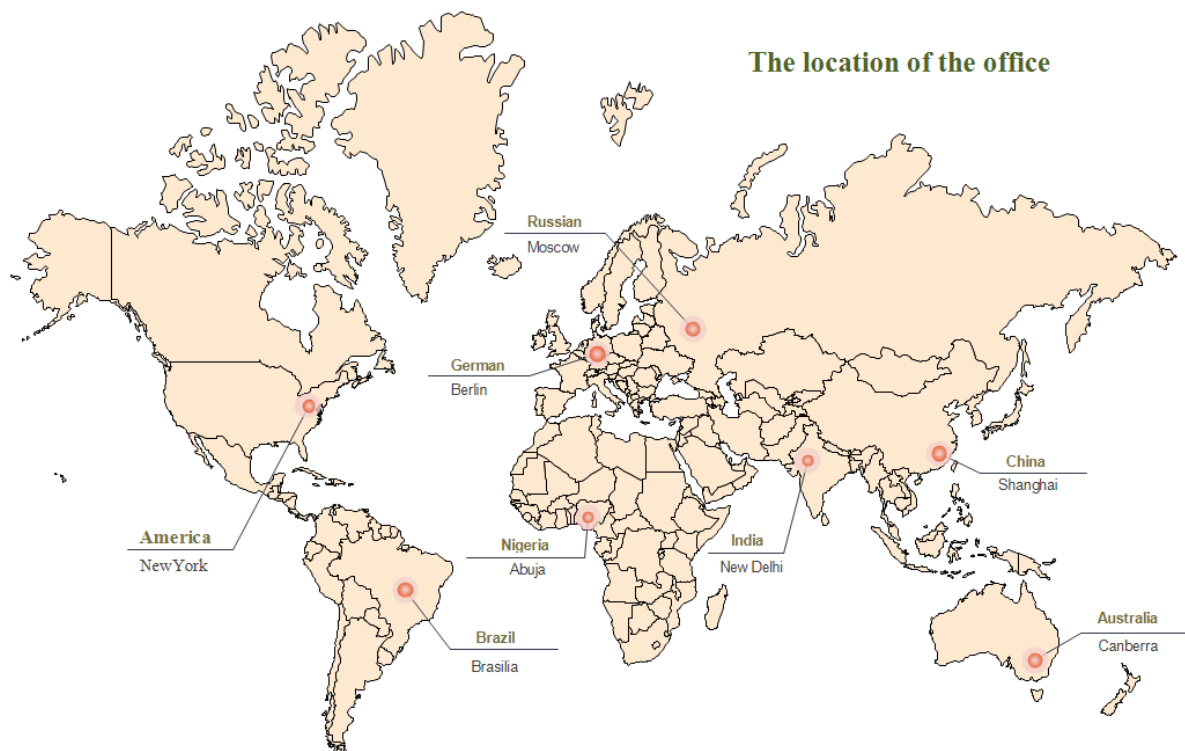 The location of the office
Russian
Moscow
German
Berlin
China
Shanghai
America
NewYork
Nigeria
Abuja
India
New Delhi
Brazil
Brasilia
Australia
Canberra